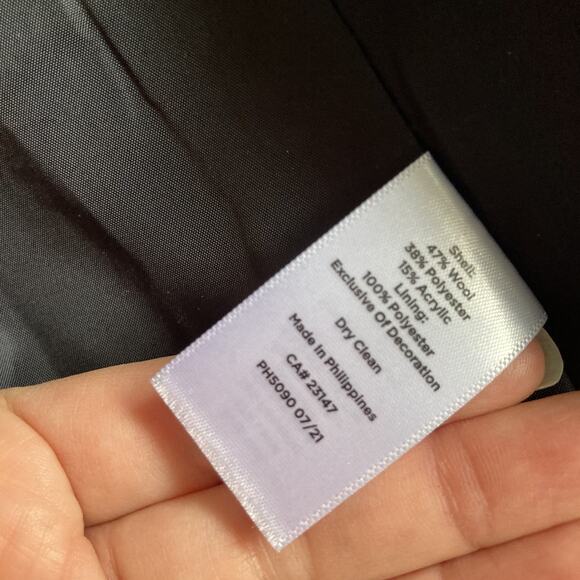 Shell:
47% Wool
38% Polyester
15% Acrylic
Lining:
100% Polyester
Exclusive Of Decoration
Dry Clean
Made In Philippines
CA# 23147
PH5090 07/21